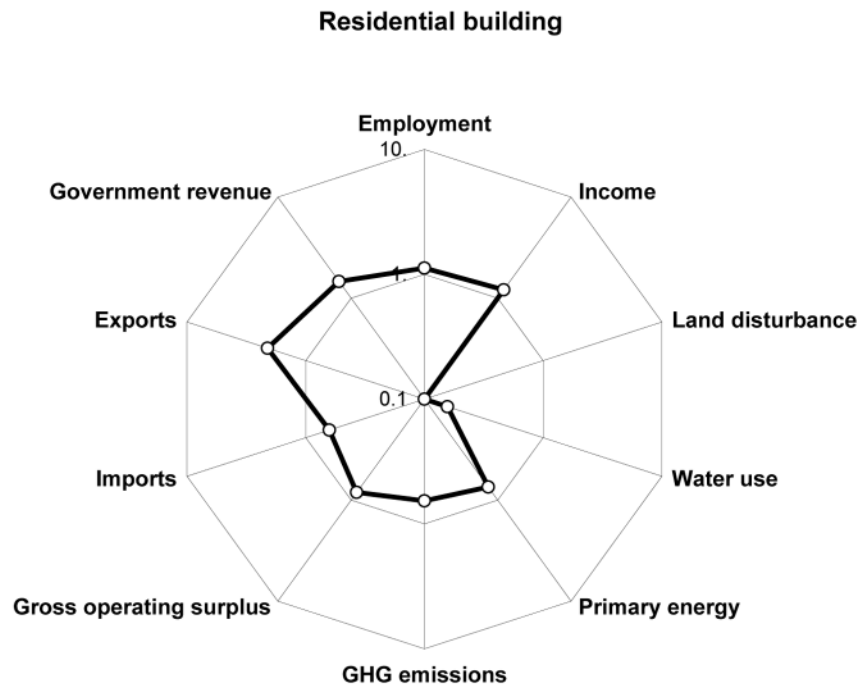 Residential building
Employment
10.
Government revenue
Income
1.
Exports
Land disturbance
0.1
Imports
Water use
Gross operating surplus
Primary energy
GHG emissions